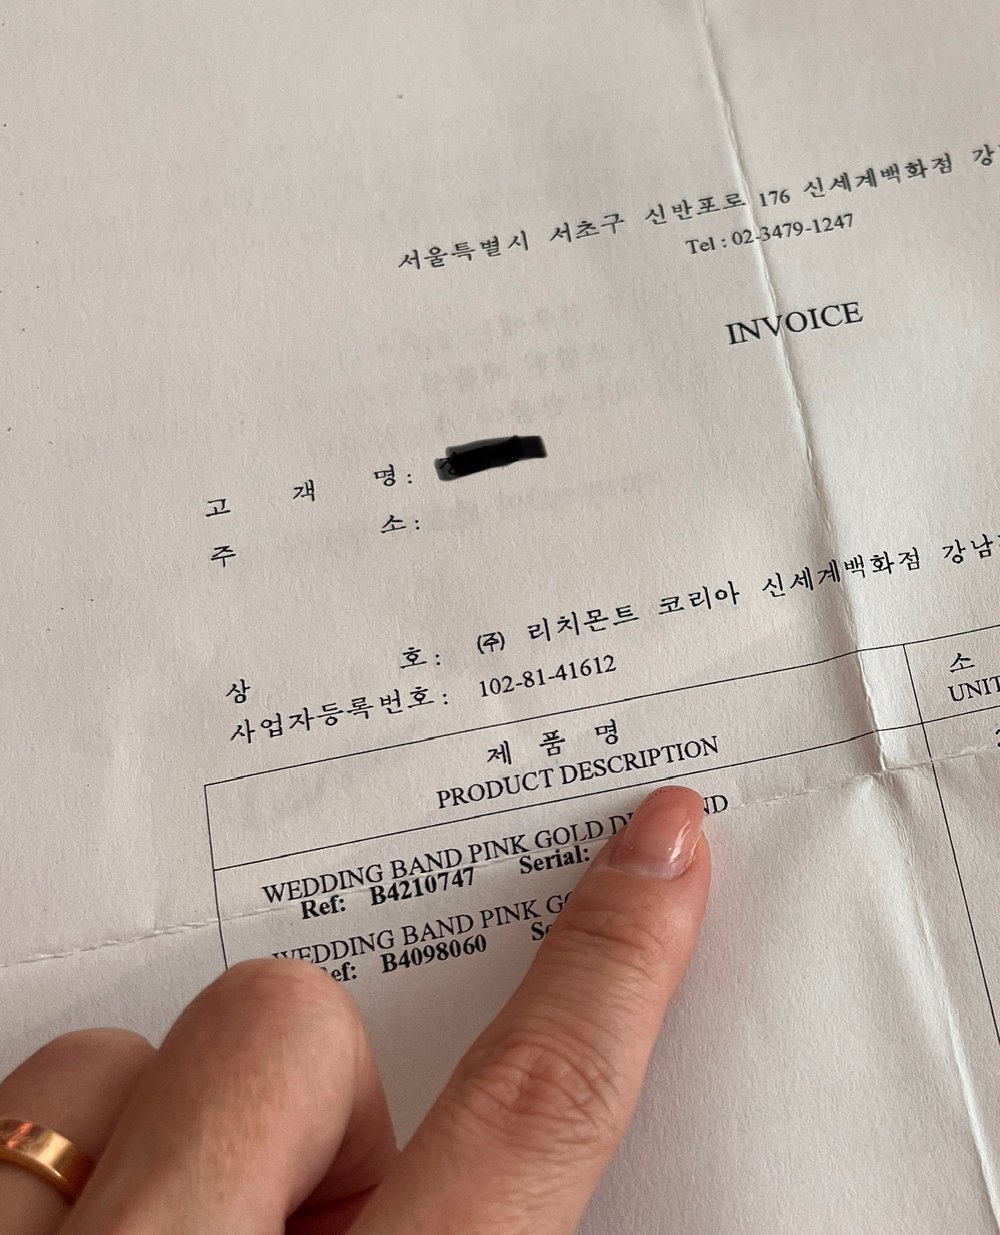 서울특별시 서초구 신반포로 176 신세계백화점
Tel : 02-3479-1247
INVOICE
고 객 명 :
주 소 :
상 호 : ㈜ 리치몬트 코리아 신세계백화점 강남
사업자등록번호 : 102-81-41612
제 품 명
PRODUCT DESCRIPTION
소
UNIT
WEDDING BAND PINK GOLD
Ref: B4210747 Serial:
WEDDING BAND PINK
Ref: B4098060